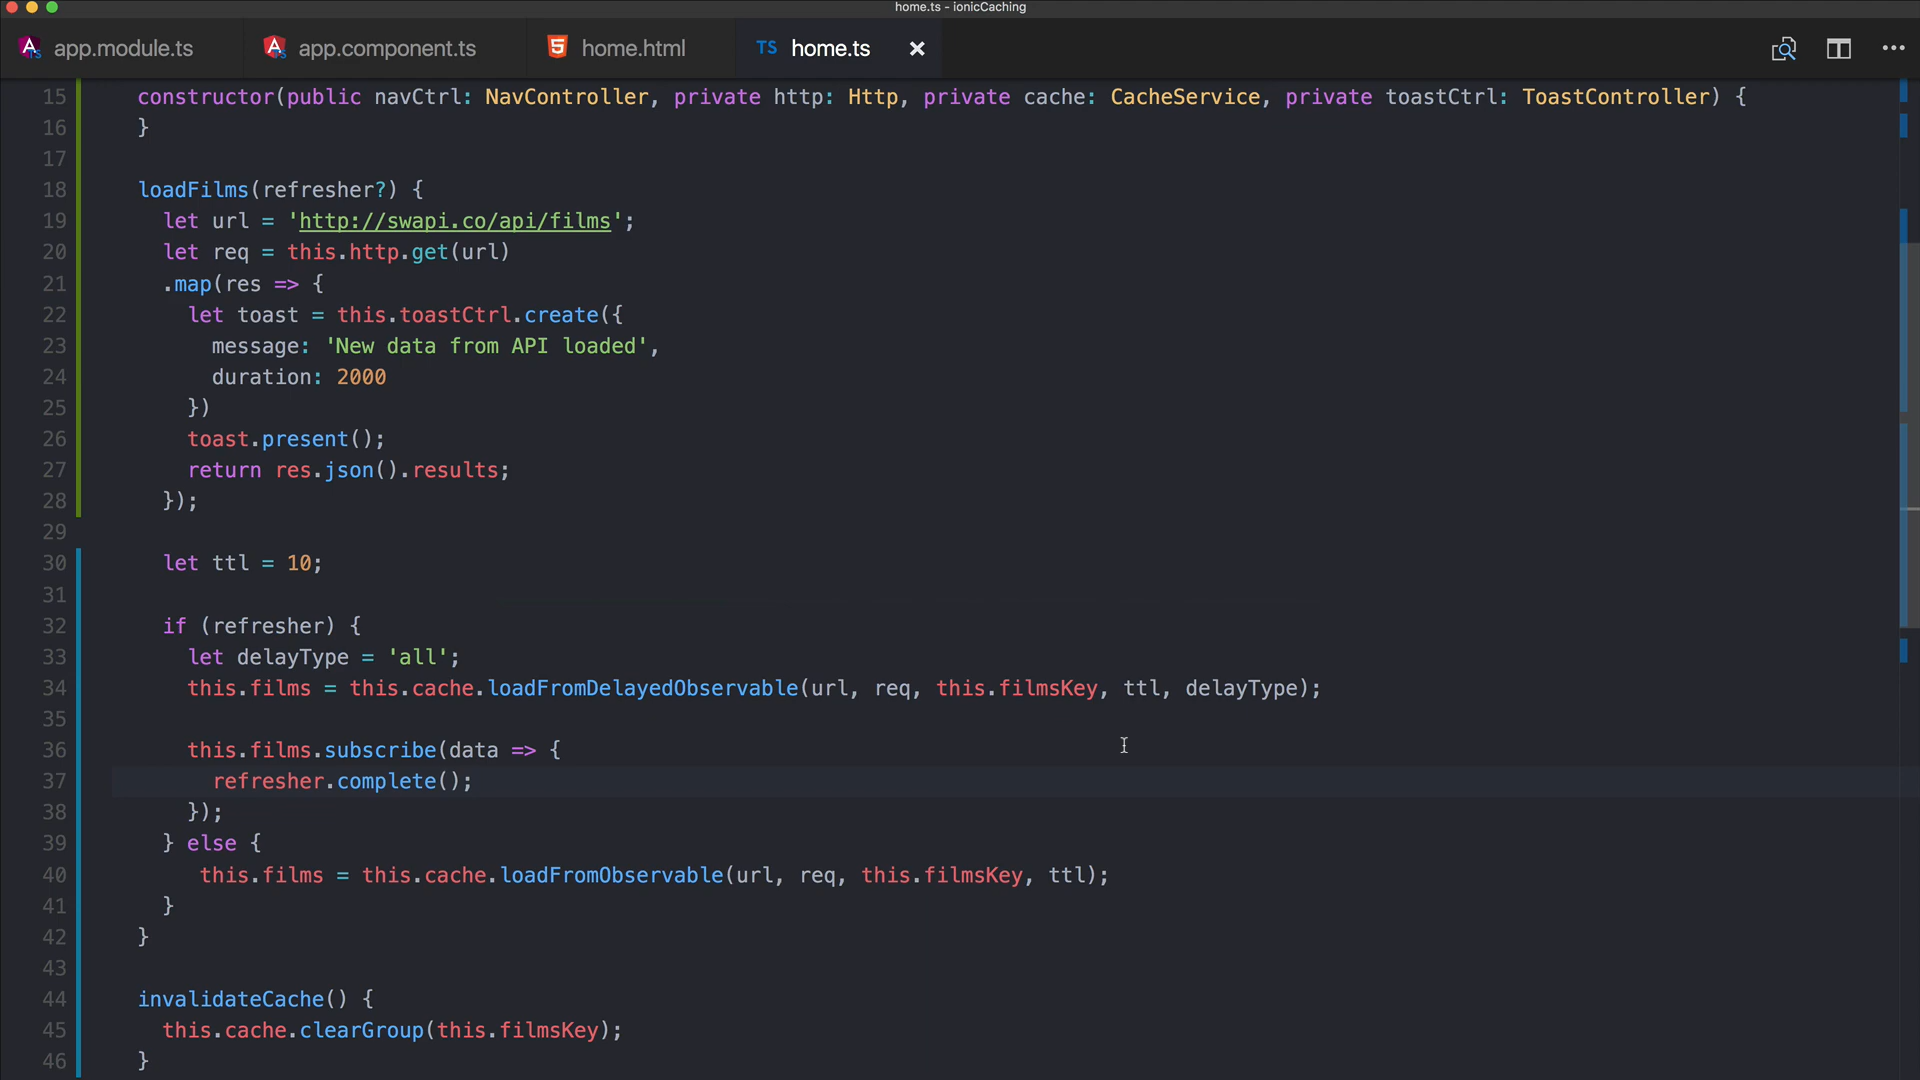 home.ts - ionicCaching
app.module.ts app.component.ts home.html TS home.ts
15 constructor(public navCtrl: NavController, private http: Http, private cache: CacheService, private toastCtrl: ToastController) {
16 }
17
18 loadFilms(refresher?) {
19 let url = 'http://swapi.co/api/films';
20 let req = this.http.get(url)
21 .map(res => {
22 let toast = this.toastCtrl.create({
23 message: 'New data from API loaded',
24 duration: 2000
25 })
26 toast.present();
27 return res.json().results;
28 });
29
30 let ttl = 10;
31
32 if (refresher) {
33 let delayType = 'all';
34 this.films = this.cache.loadFromDelayedObservable(url, req, this.filmsKey, ttl, delayType);
35
36 this.films.subscribe(data => {
37 refresher.complete();
38 });
39 } else {
40 this.films = this.cache.loadFromObservable(url, req, this.filmsKey, ttl);
41 }
42 }
43
44 invalidateCache() {
45 this.cache.clearGroup(this.filmsKey);
46 }